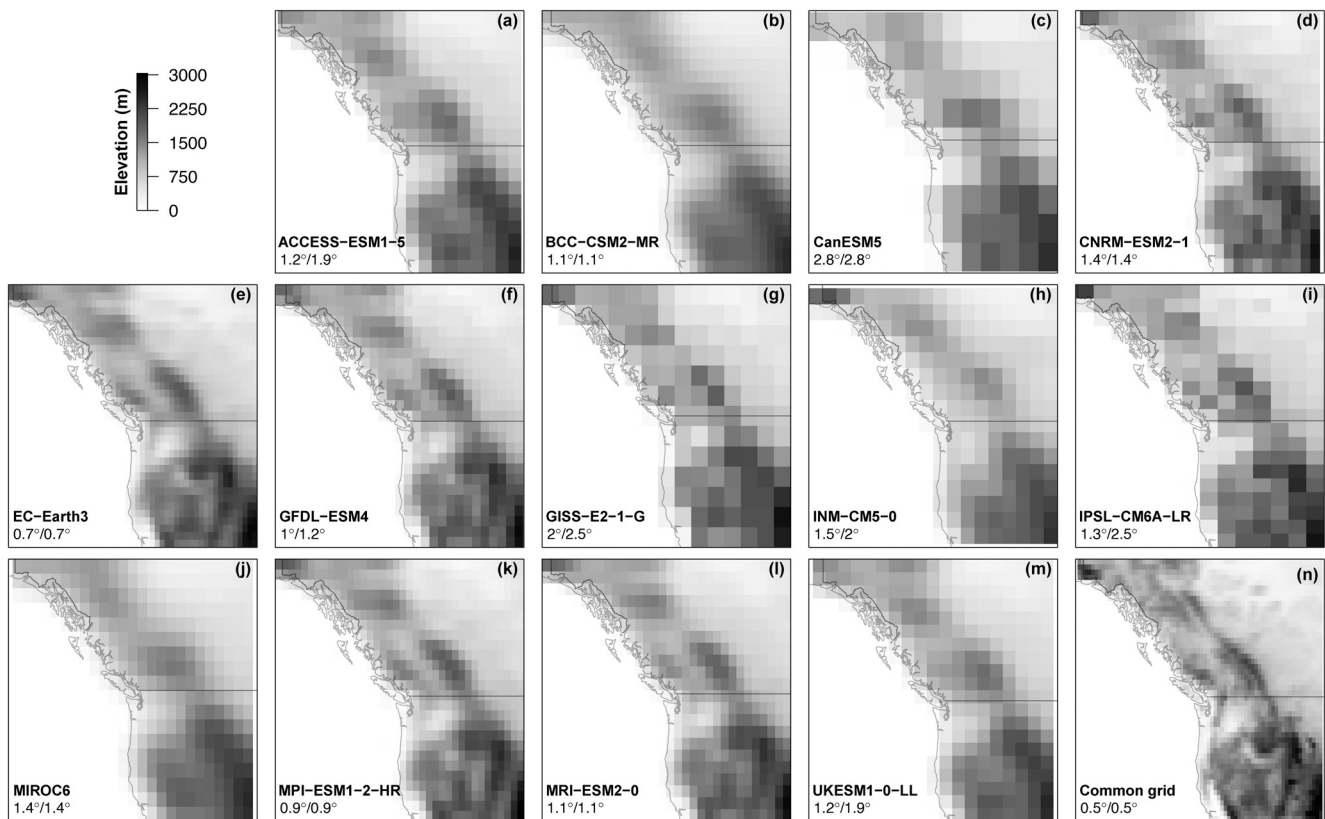 Elevation (m)
3000
2250
1500
750
0
(a)
ACCESS−ESM1−5
1.2°/1.9°
(b)
BCC−CSM2−MR
1.1°/1.1°
(c)
CanESM5
2.8°/2.8°
(d)
CNRM−ESM2−1
1.4°/1.4°
(e)
EC−Earth3
0.7°/0.7°
(f)
GFDL−ESM4
1°/1.2°
(g)
GISS−E2−1−G
2°/2.5°
(h)
INM−CM5−0
1.5°/2°
(i)
IPSL−CM6A−LR
1.3°/2.5°
(j)
MIROC6
1.4°/1.4°
(k)
MPI−ESM1−2−HR
0.9°/0.9°
(l)
MRI−ESM2−0
1.1°/1.1°
(m)
UKESM1−0−LL
1.2°/1.9°
(n)
Common grid
0.5°/0.5°